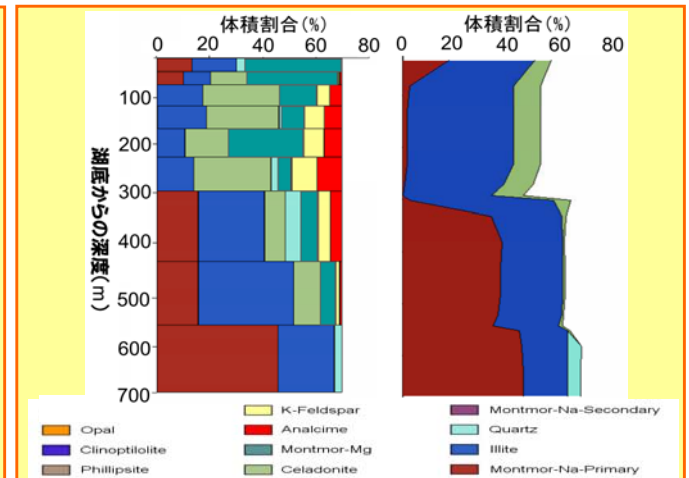 体積割合(%)
0 20 40 60 80
体積割合(%)
0 20 40 60 80
湖底からの深度(m)
100
200
300
400
500
600
700
Opal
Clinoptilolite
Phillipsite
K-Feldspar
Analcime
Montmor-Mg
Celadonite
Montmor-Na-Secondary
Quartz
Illite
Montmor-Na-Primary